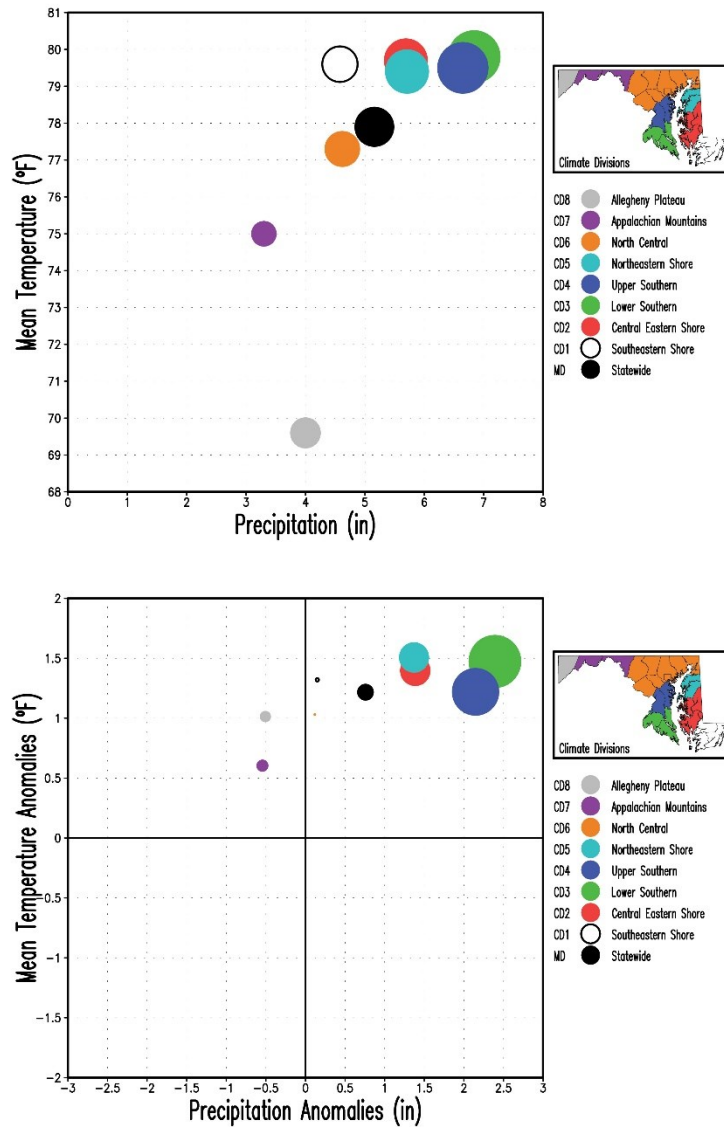 81
80
79
78
77
76
75
74
73
72
71
70
69
68
Mean Temperature (ºF)
0 1 2 3 4 5 6 7 8
Precipitation (in)
Climate Divisions
CD8 Allegheny Plateau
CD7 Appalachian Mountains
CD6 North Central
CD5 Northeastern Shore
CD4 Upper Southern
CD3 Lower Southern
CD2 Central Eastern Shore
CD1 Southeastern Shore
MD Statewide
2
1.5
1
0.5
0
-0.5
-1
-1.5
-2
Mean Temperature Anomalies (ºF)
-3 -2.5 -2 -1.5 -1 -0.5 0 0.5 1 1.5 2 2.5 3
Precipitation Anomalies (in)
Climate Divisions
CD8 Allegheny Plateau
CD7 Appalachian Mountains
CD6 North Central
CD5 Northeastern Shore
CD4 Upper Southern
CD3 Lower Southern
CD2 Central Eastern Shore
CD1 Southeastern Shore
MD Statewide